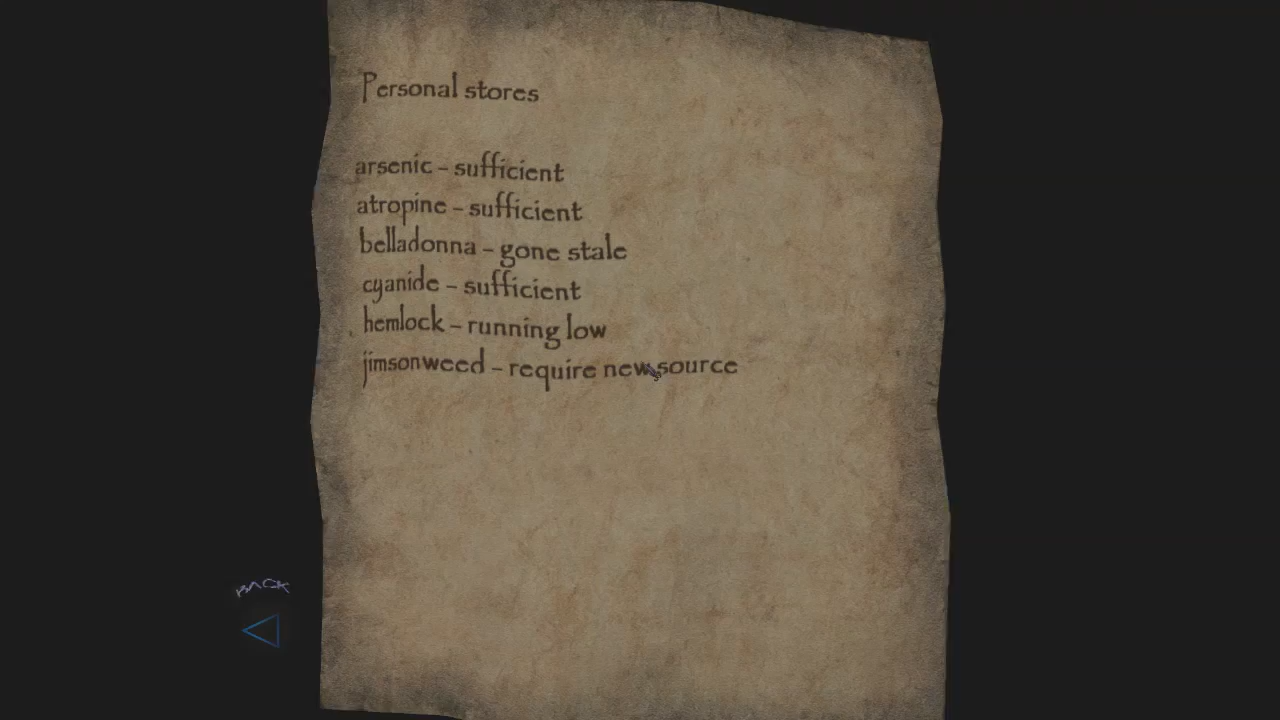 Personal stores
arsenic – sufficient
atropine – sufficient
belladonna – gone stale
cyanide – sufficient
hemlock – running low
jimsonweed – require new source
BACK